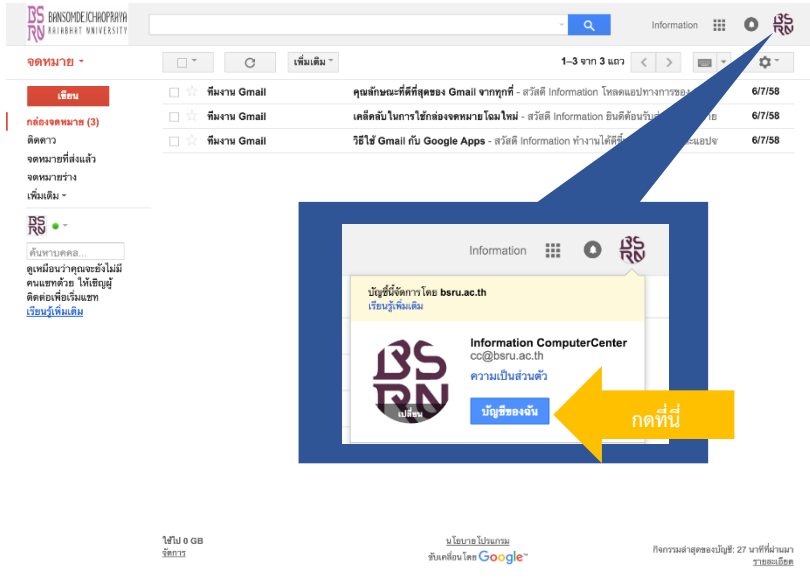 BANSOMDEJCHAOPRAYA
RAJABHAT UNIVERSITY
Information
จดหมาย
เพิ่มเติม
1–3 จาก 3 แถว
เขียน
กล่องจดหมาย (3)
ติดดาว
จดหมายที่ส่งแล้ว
จดหมายร่าง
เพิ่มเติม
ทีมงาน Gmail คุณลักษณะที่ดีที่สุดของ Gmail จากทุกที่ - สวัสดี Information โหลดแอปทางการของ 6/7/58
ทีมงาน Gmail เคล็ดลับในการใช้กล่องจดหมายโฉมใหม่ - สวัสดี Information ยินดีต้อนรับ 6/7/58
ทีมงาน Gmail วิธีใช้ Gmail กับ Google Apps - สวัสดี Information ทำงานได้ดี 6/7/58
BSRN
ค้นหาบุคคล...
ดูเหมือนว่าคุณจะยังไม่มี
คนแชทด้วย ให้เชิญผู้
ติดต่อเพื่อเริ่มแชท
เรียนรู้เพิ่มเติม
Information
BSRN
บัญชีนี้จัดการโดย bsru.ac.th
เรียนรู้เพิ่มเติม
Information ComputerCenter
cc@bsru.ac.th
ความเป็นส่วนตัว
BSRN
เปลี่ยน
บัญชีของฉัน
กดที่นี่
ใช้ไป 0 GB
จัดการ
นโยบายโปรแกรม
ขับเคลื่อนโดย Google™
กิจกรรมล่าสุดของบัญชี: 27 นาทีที่ผ่านมา
รายละเอียด